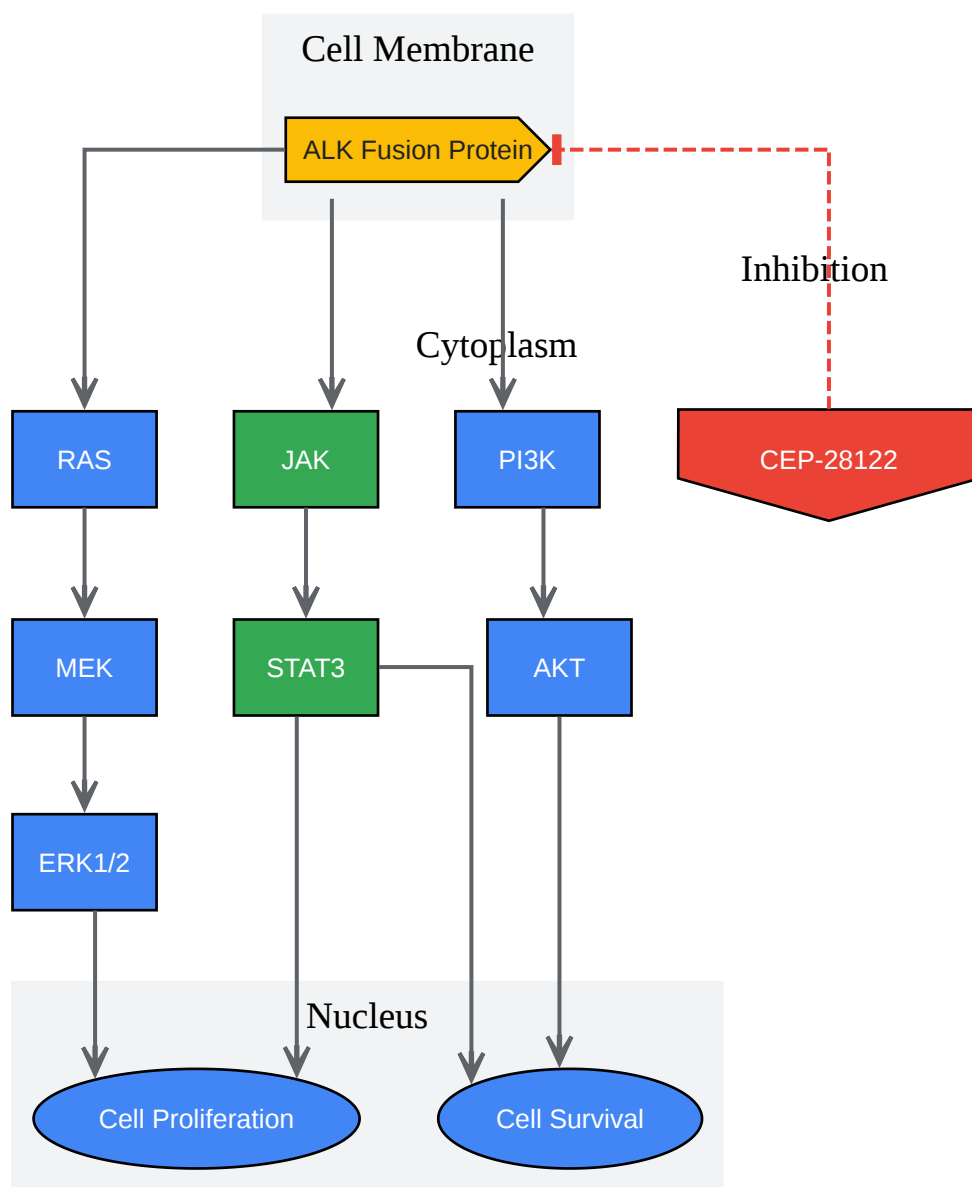 Cell Membrane
ALK Fusion Protein
Inhibition
Cytoplasm
RAS
JAK
PI3K
CEP-28122
MEK
STAT3
AKT
ERK1/2
Nucleus
Cell Proliferation
Cell Survival